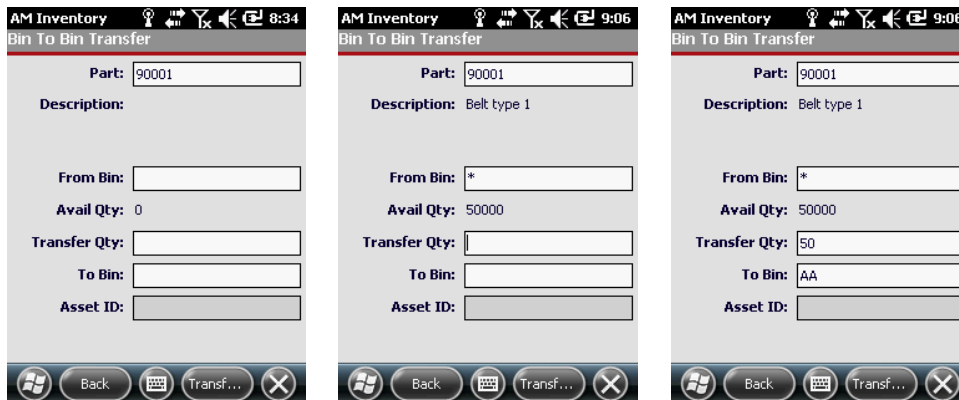 AM Inventory 8:34
Bin To Bin Transfer
Part: 90001
Description:
From Bin:
Avail Qty: 0
Transfer Qty:
To Bin:
Asset ID:
Back Transf...
AM Inventory 9:06
Bin To Bin Transfer
Part: 90001
Description: Belt type 1
From Bin: *
Avail Qty: 50000
Transfer Qty:
To Bin:
Asset ID:
Back Transf...
AM Inventory 9:06
Bin To Bin Transfer
Part: 90001
Description: Belt type 1
From Bin: *
Avail Qty: 50000
Transfer Qty: 50
To Bin: AA
Asset ID:
Back Transf...